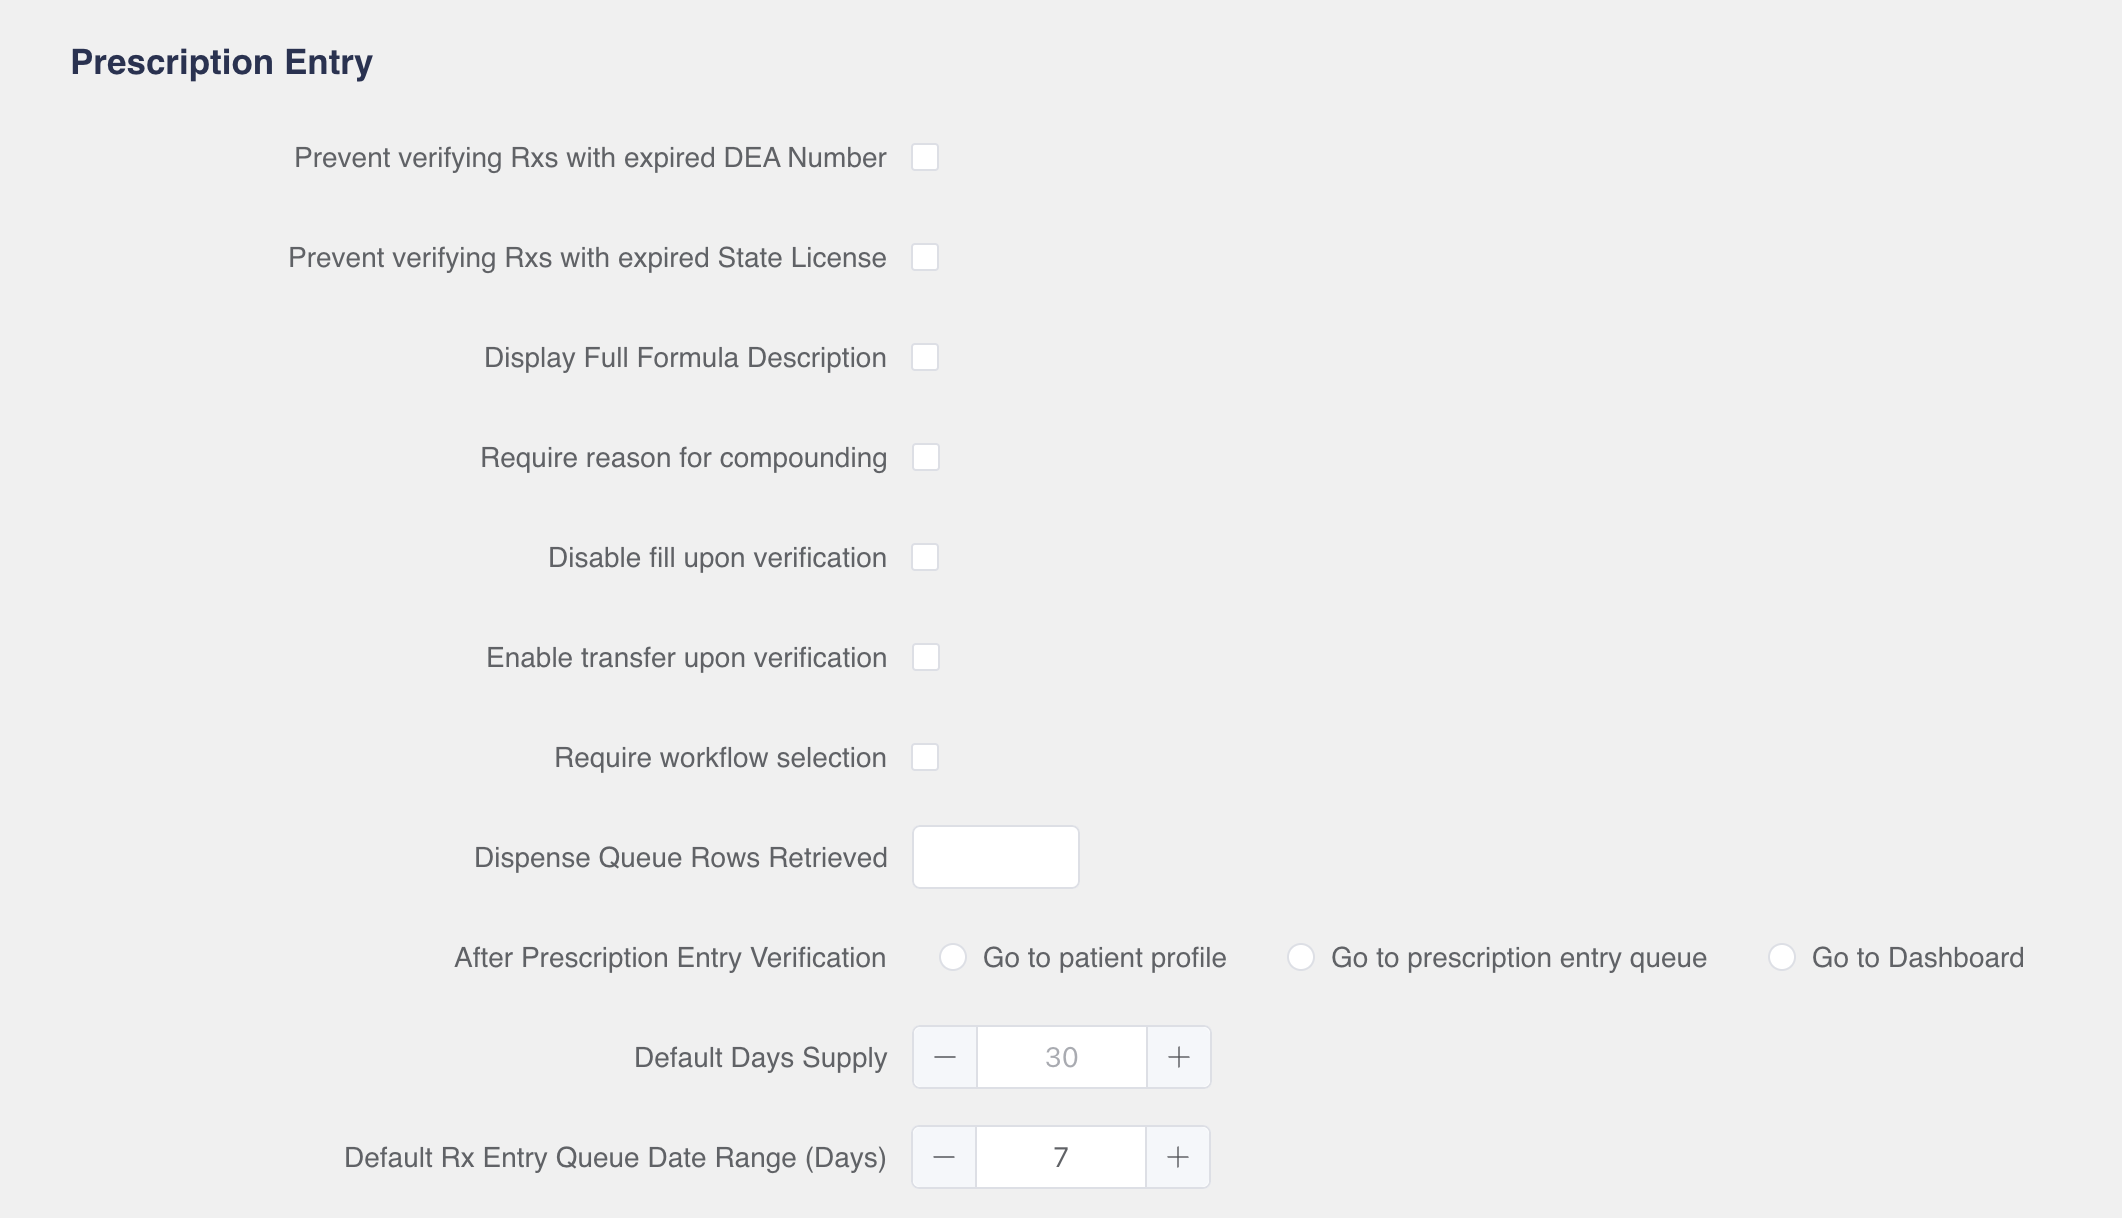 Prescription Entry
Prevent verifying Rxs with expired DEA Number
Prevent verifying Rxs with expired State License
Display Full Formula Description
Require reason for compounding
Disable fill upon verification
Enable transfer upon verification
Require workflow selection
Dispense Queue Rows Retrieved
After Prescription Entry Verification Go to patient profile Go to prescription entry queue Go to Dashboard
Default Days Supply — 30 +
Default Rx Entry Queue Date Range (Days) — 7 +